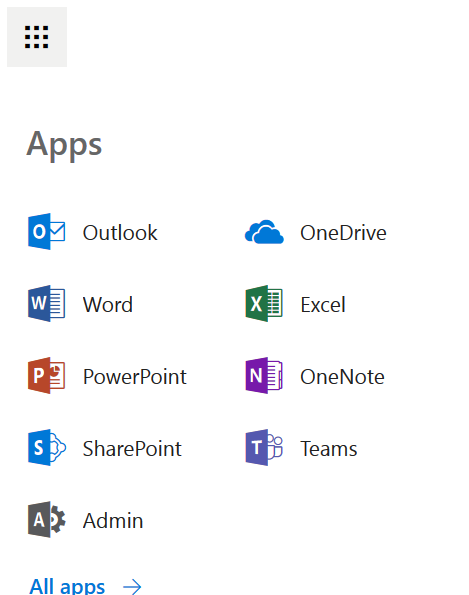 Apps
Outlook
OneDrive
Word
Excel
PowerPoint
OneNote
SharePoint
Teams
Admin
All apps